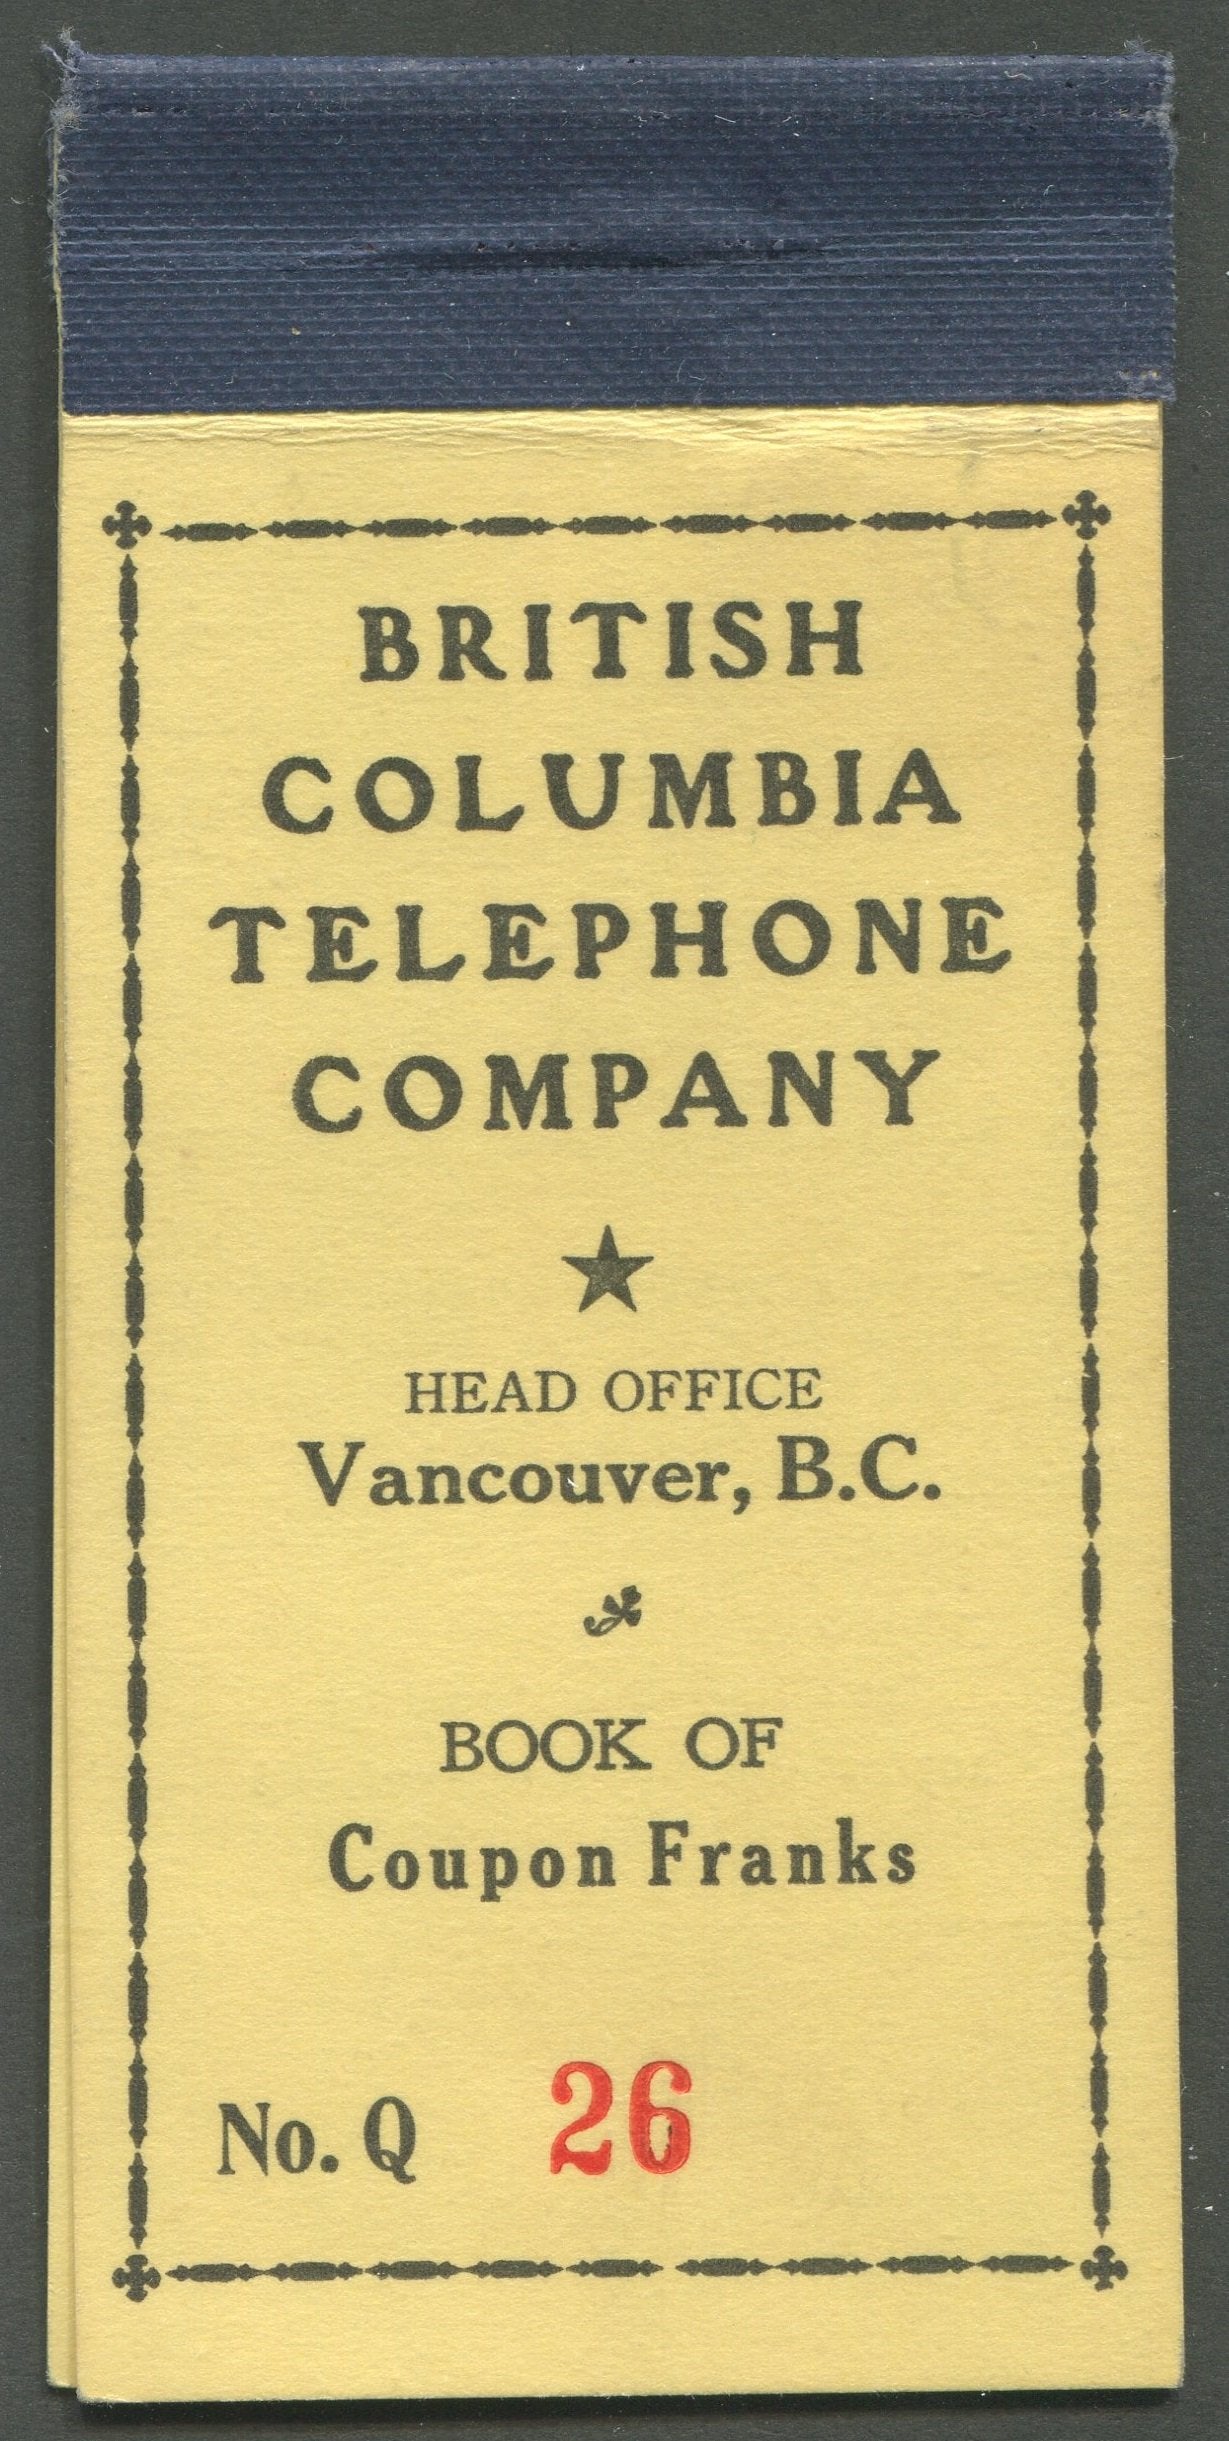 BRITISH
COLUMBIA
TELEPHONE
COMPANY
HEAD OFFICE
Vancouver, B.C.
BOOK OF
Coupon Franks
No. Q 26